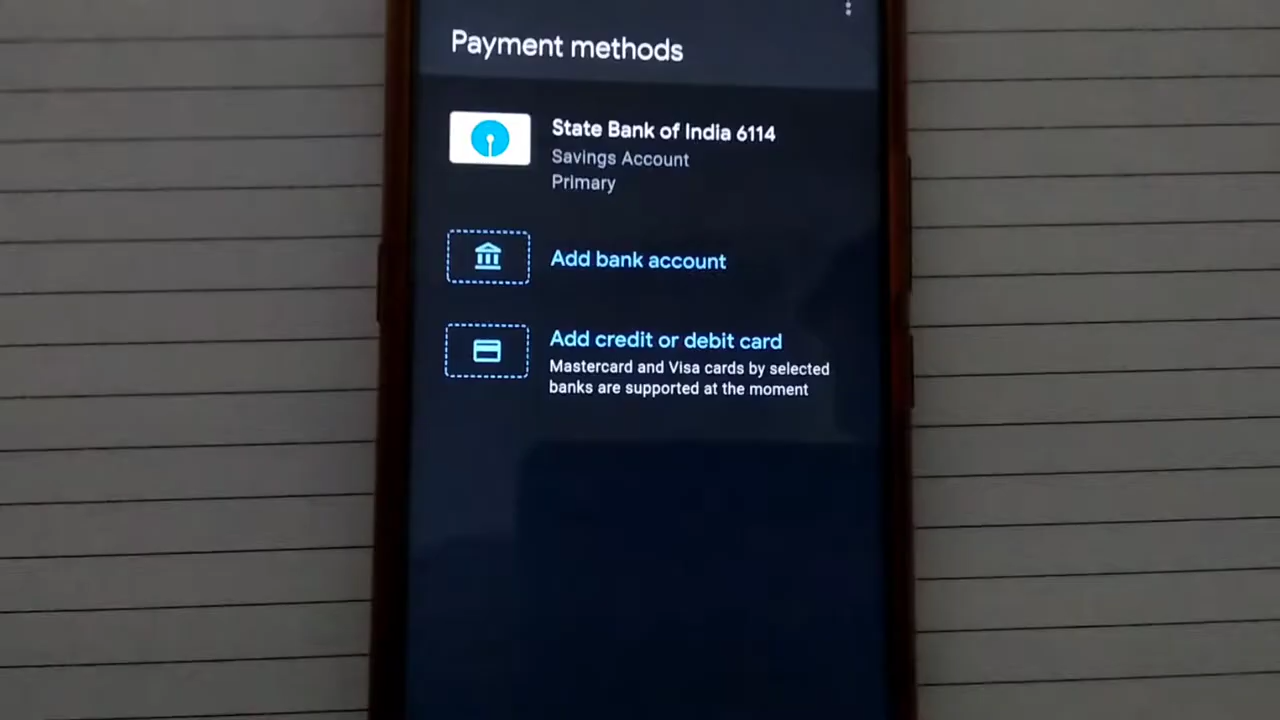 Payment methods
State Bank of India 6114
Savings Account
Primary
Add bank account
Add credit or debit card
Mastercard and Visa cards by selected
banks are supported at the moment